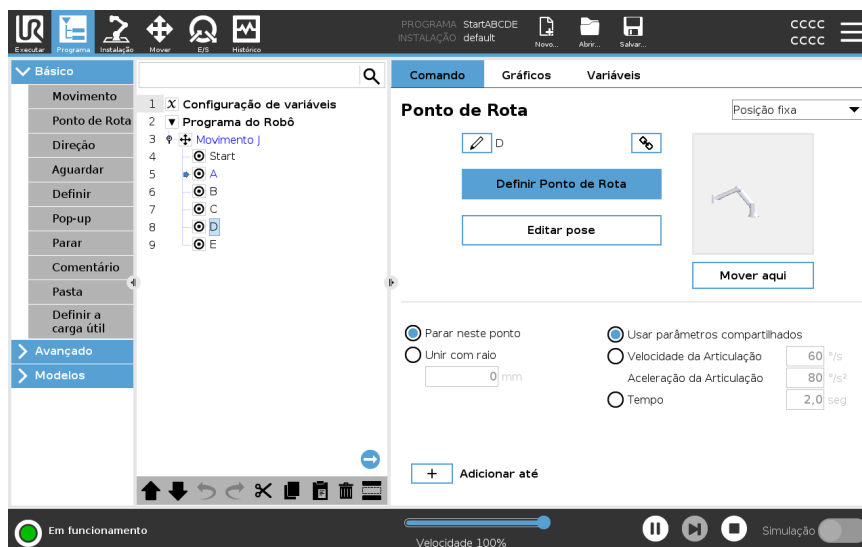 UR
PROGRAMA StartABCDE
INSTALAÇÃO default
CCCC
CCCC
Executar Programa Instalação Mover E/S Histórico Novo... Abrir... Salvar...
Básico
Movimento
Ponto de Rota
Direção
Aguardar
Definir
Pop-up
Parar
Comentário
Pasta
Definir a
carga útil
Avançado
Modelos
1 X Configuração de variáveis
2 Programa do Robô
3 Movimento J
4 Start
5 A
6 B
7 C
8 D
9 E
Comando Gráficos Variáveis
Ponto de Rota
Posição fixa
D
Definir Ponto de Rota
Editar pose
Mover aqui
Parar neste ponto
Unir com raio
0 mm
Usar parâmetros compartilhados
Velocidade da Articulação 60 °/s
Aceleração da Articulação 80 °/s²
Tempo 2,0 seg
+ Adicionar até
Em funcionamento
Velocidade 100%
Simulação